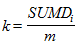 k = SUMD_i / m